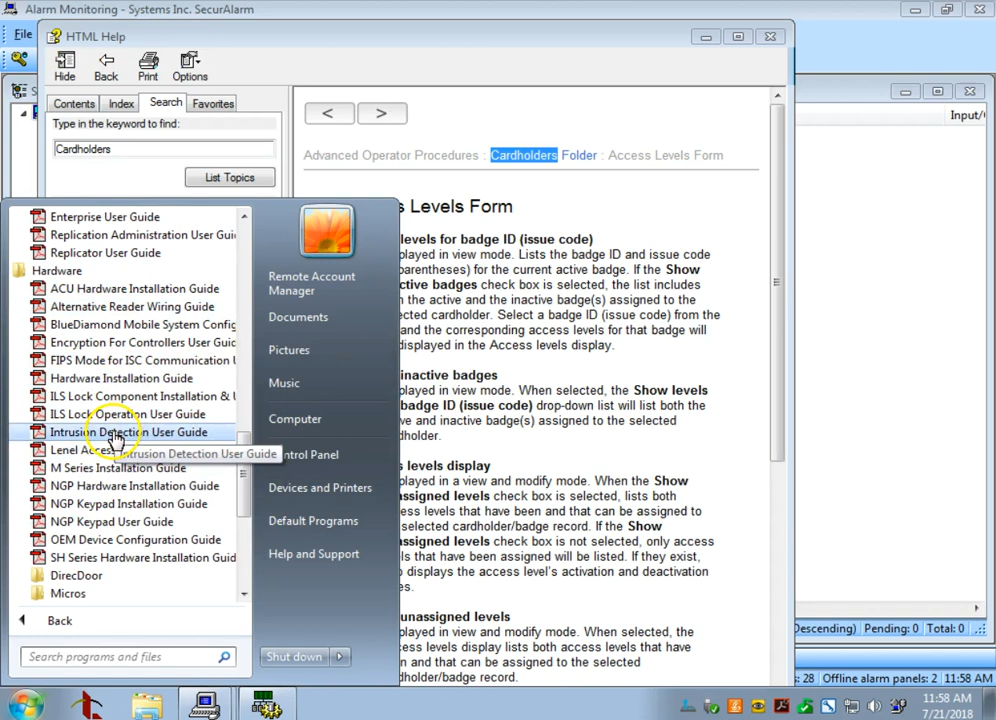 Alarm Monitoring - Systems Inc. SecurAlarm
File
HTML Help
Hide Back Print Options
Contents Index Search Favorites
Type in the keyword to find:
Cardholders
List Topics
< >
Advanced Operator Procedures : Cardholders Folder : Access Levels Form
s Levels Form
levels for badge ID (issue code)
played in view mode. Lists the badge ID and issue code
parentheses) for the current active badge. If the Show
ctive badges check box is selected, the list includes
h the active and the inactive badge(s) assigned to the
ected cardholder. Select a badge ID (issue code) from the
and the corresponding access levels for that badge will
displayed in the Access levels display.
inactive badges
played in view mode. When selected, the Show levels
badge ID (issue code) drop-down list will list both the
ve and inactive badge(s) assigned to the selected
holder.
s levels display
played in a view and modify mode. When the Show
ssigned levels check box is selected, lists both
ess levels that have been and that can be assigned to
selected cardholder/badge record. If the Show
ssigned levels check box is not selected, only access
ls that have been assigned will be listed. If they exist,
o displays the access level's activation and deactivation
es.
unassigned levels
played in view and modify mode. When selected, the
ess levels display lists both access levels that have
n and that can be assigned to the selected
dholder/badge record.
Input/
Enterprise User Guide
Replication Administration User Gui
Replicator User Guide
Hardware
ACU Hardware Installation Guide
Alternative Reader Wiring Guide
BlueDiamond Mobile System Config
Encryption For Controllers User Guid
FIPS Mode for ISC Communication U
Hardware Installation Guide
ILS Lock Component Installation & U
ILS Lock Operation User Guide
Intrusion Detection User Guide
Lenel Acces
Intrusion Detection User Guide
M Series Installation Guide
NGP Hardware Installation Guide
NGP Keypad Installation Guide
NGP Keypad User Guide
OEM Device Configuration Guide
SH Series Hardware Installation Guid
DirecDoor
Micros
Back
Search programs and files
Remote Account
Manager
Documents
Pictures
Music
Computer
ntrol Panel
Devices and Printers
Default Programs
Help and Support
Shut down
Descending) Pending: 0 Total: 0
s: 28 Offline alarm panels: 2 11:58 AM
11:58 AM
7/21/2018